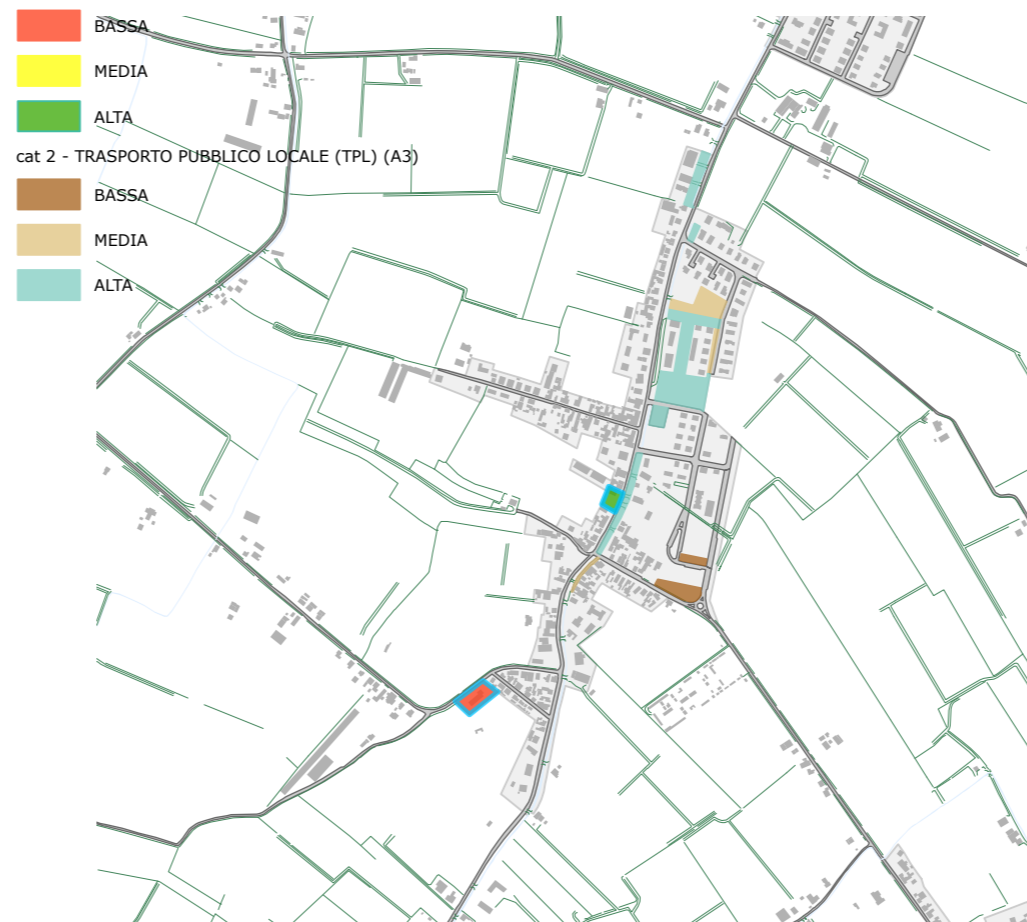 BASSA
MEDIA
ALTA
cat 2 - TRASPORTO PUBBLICO LOCALE (TPL) (A3)
BASSA
MEDIA
ALTA